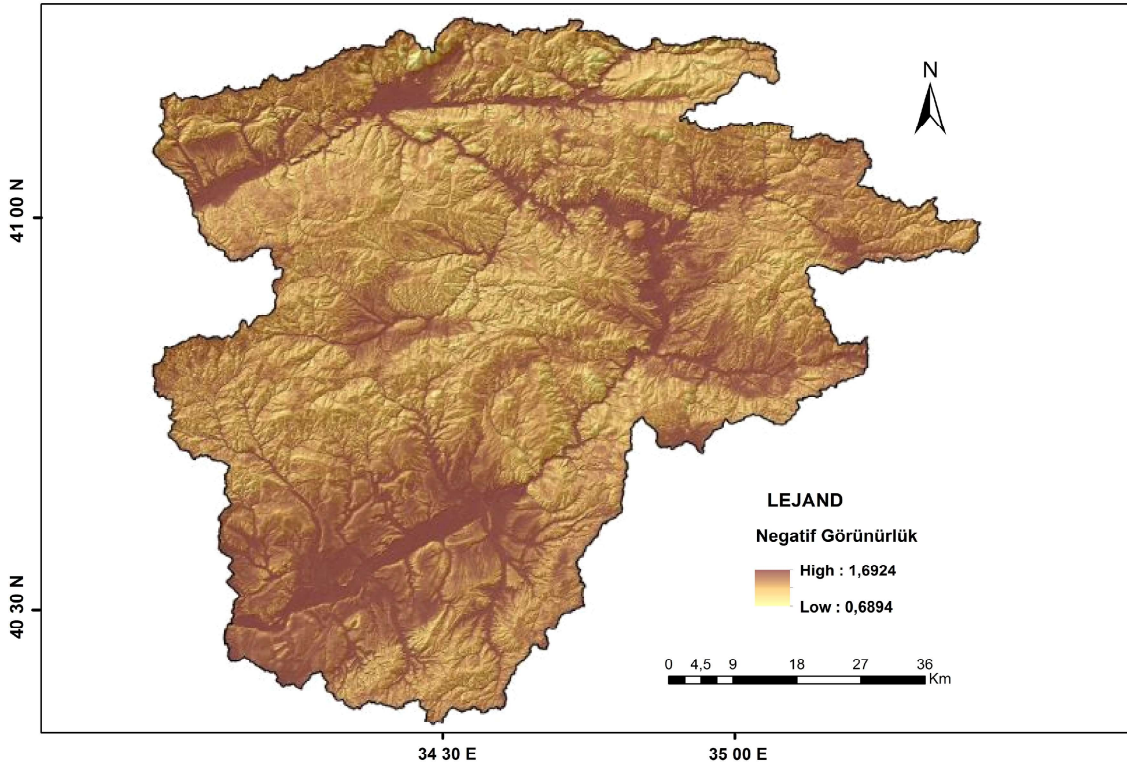 N
41 00 N
40 30 N
LEJAND
Negatif Görünürlük
High : 1,6924
Low : 0,6894
0 4,5 9 18 27 36
Km
34 30 E
35 00 E